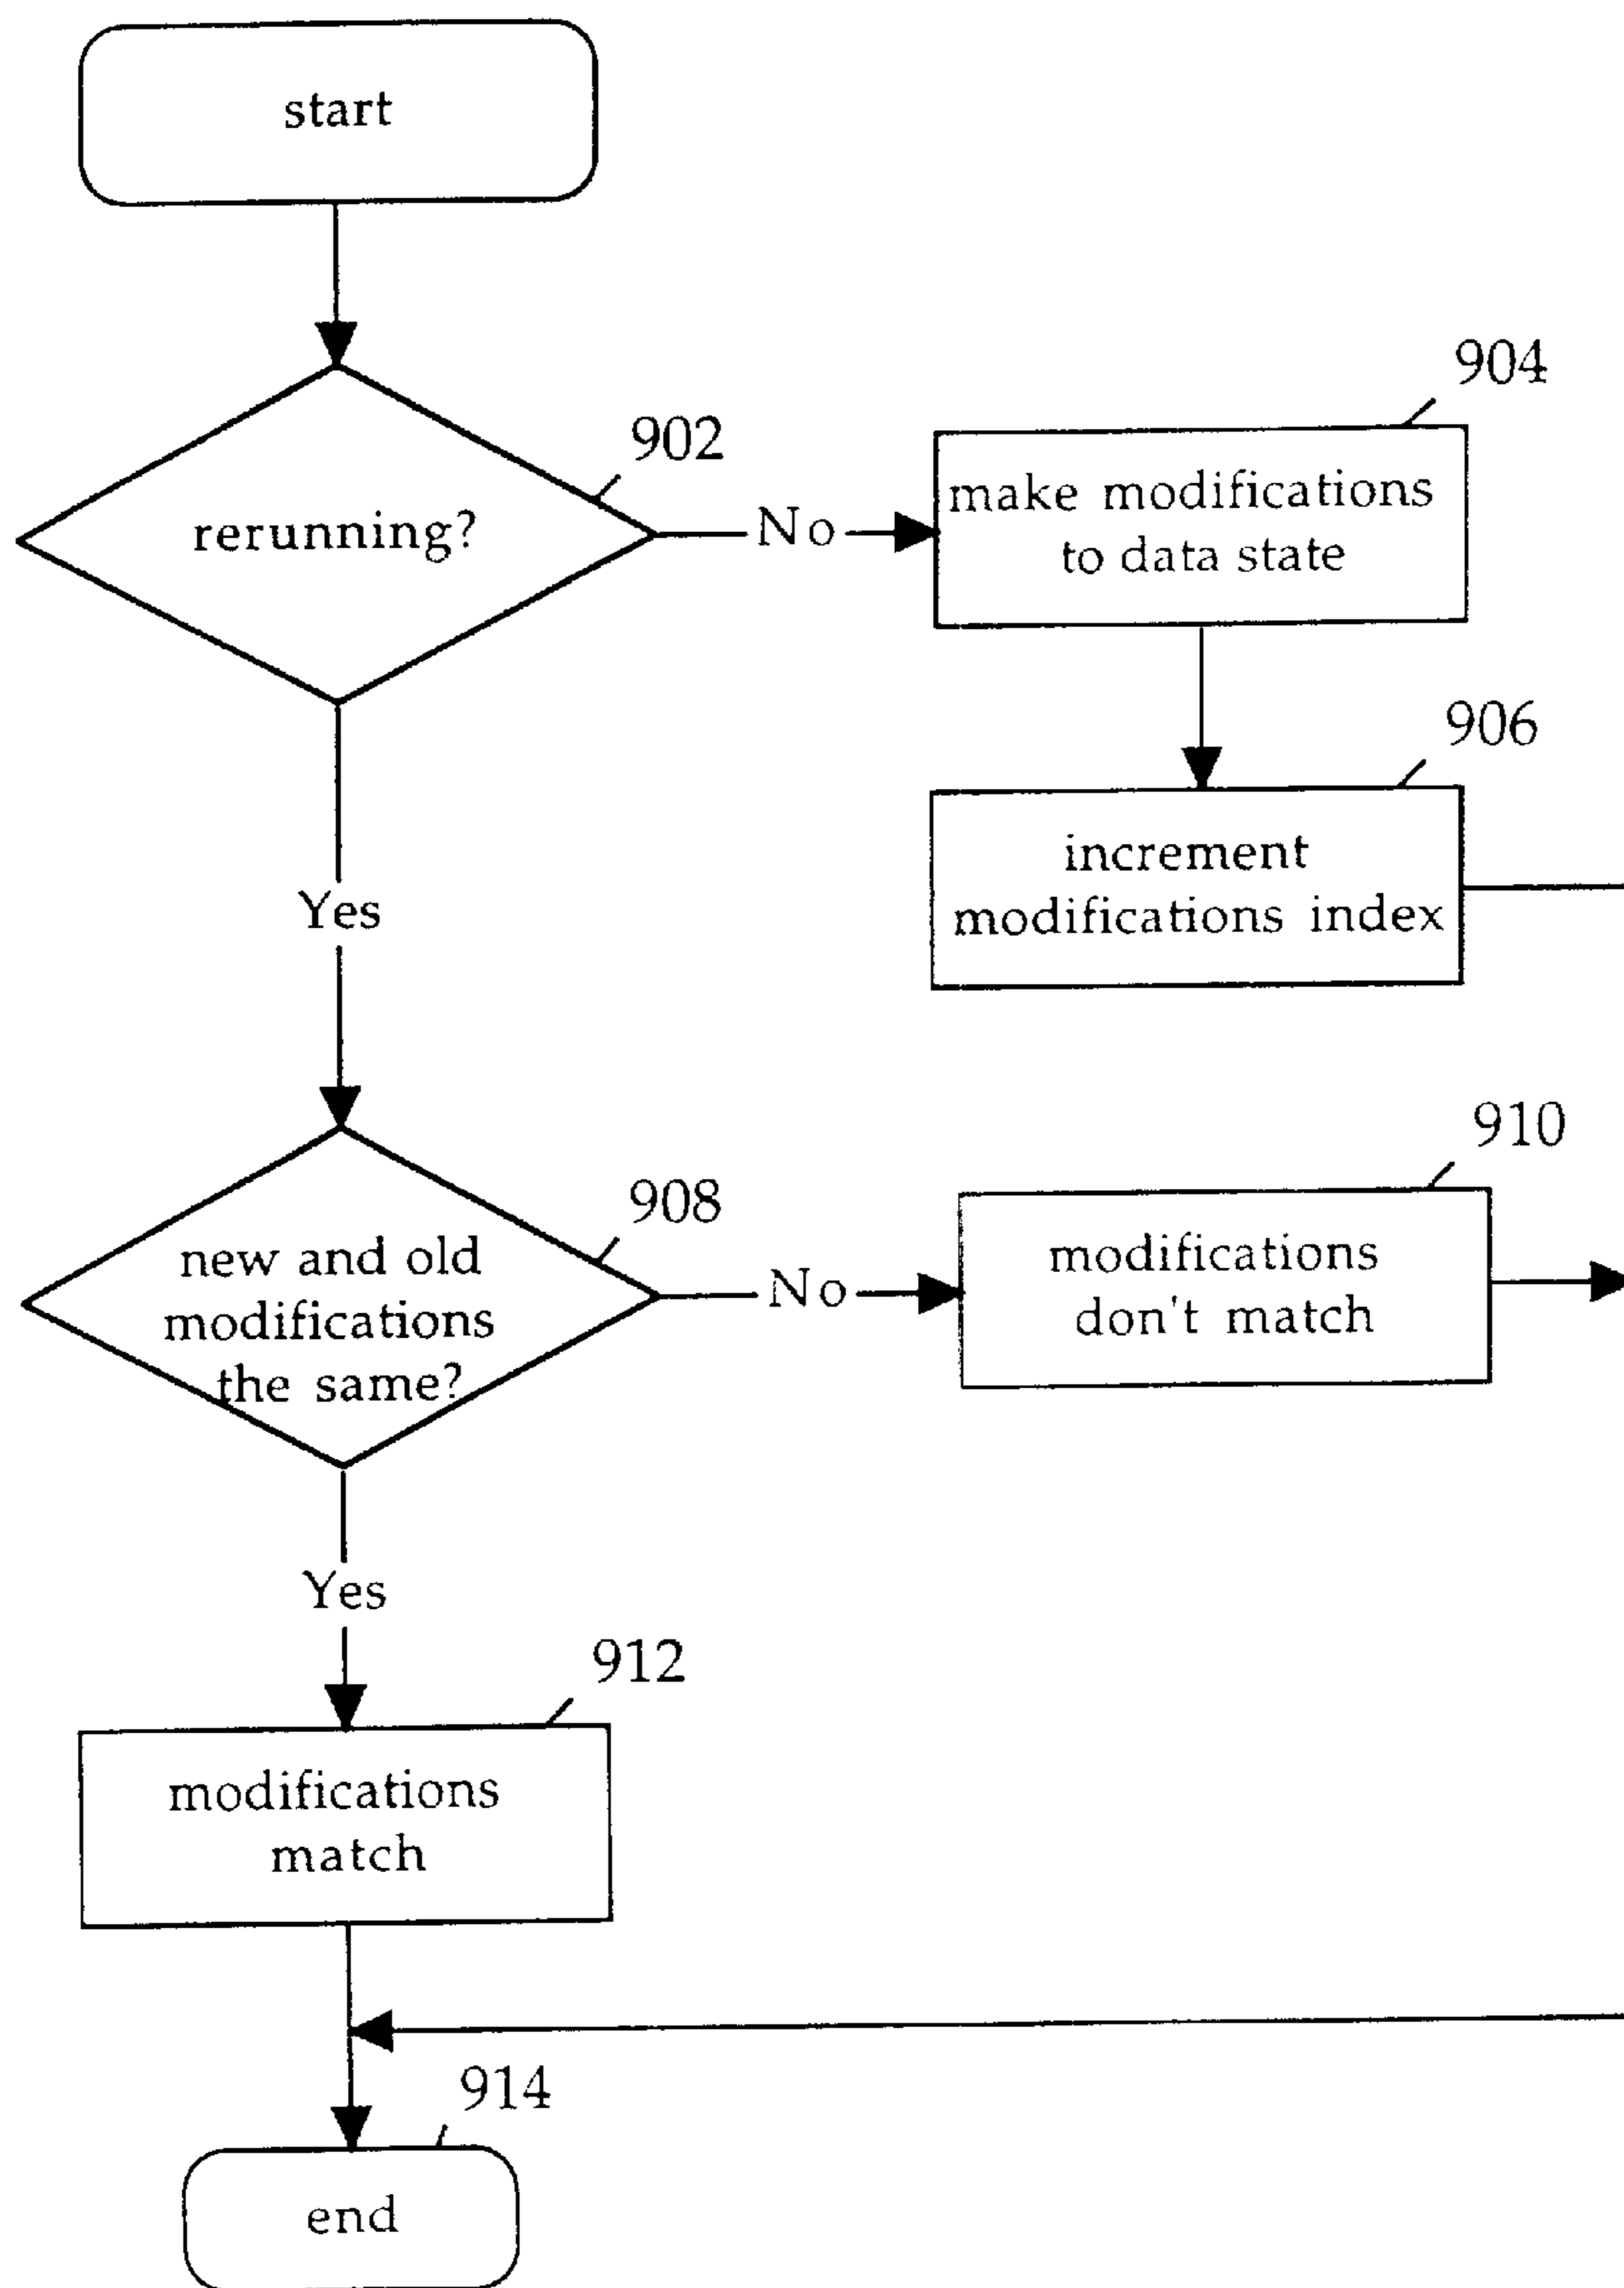 start
902
rerunning?
No
904
make modifications
to data state
906
increment
modifications index
Yes
908
new and old
modifications
the same?
No
910
modifications
don't match
Yes
912
modifications
match
914
end